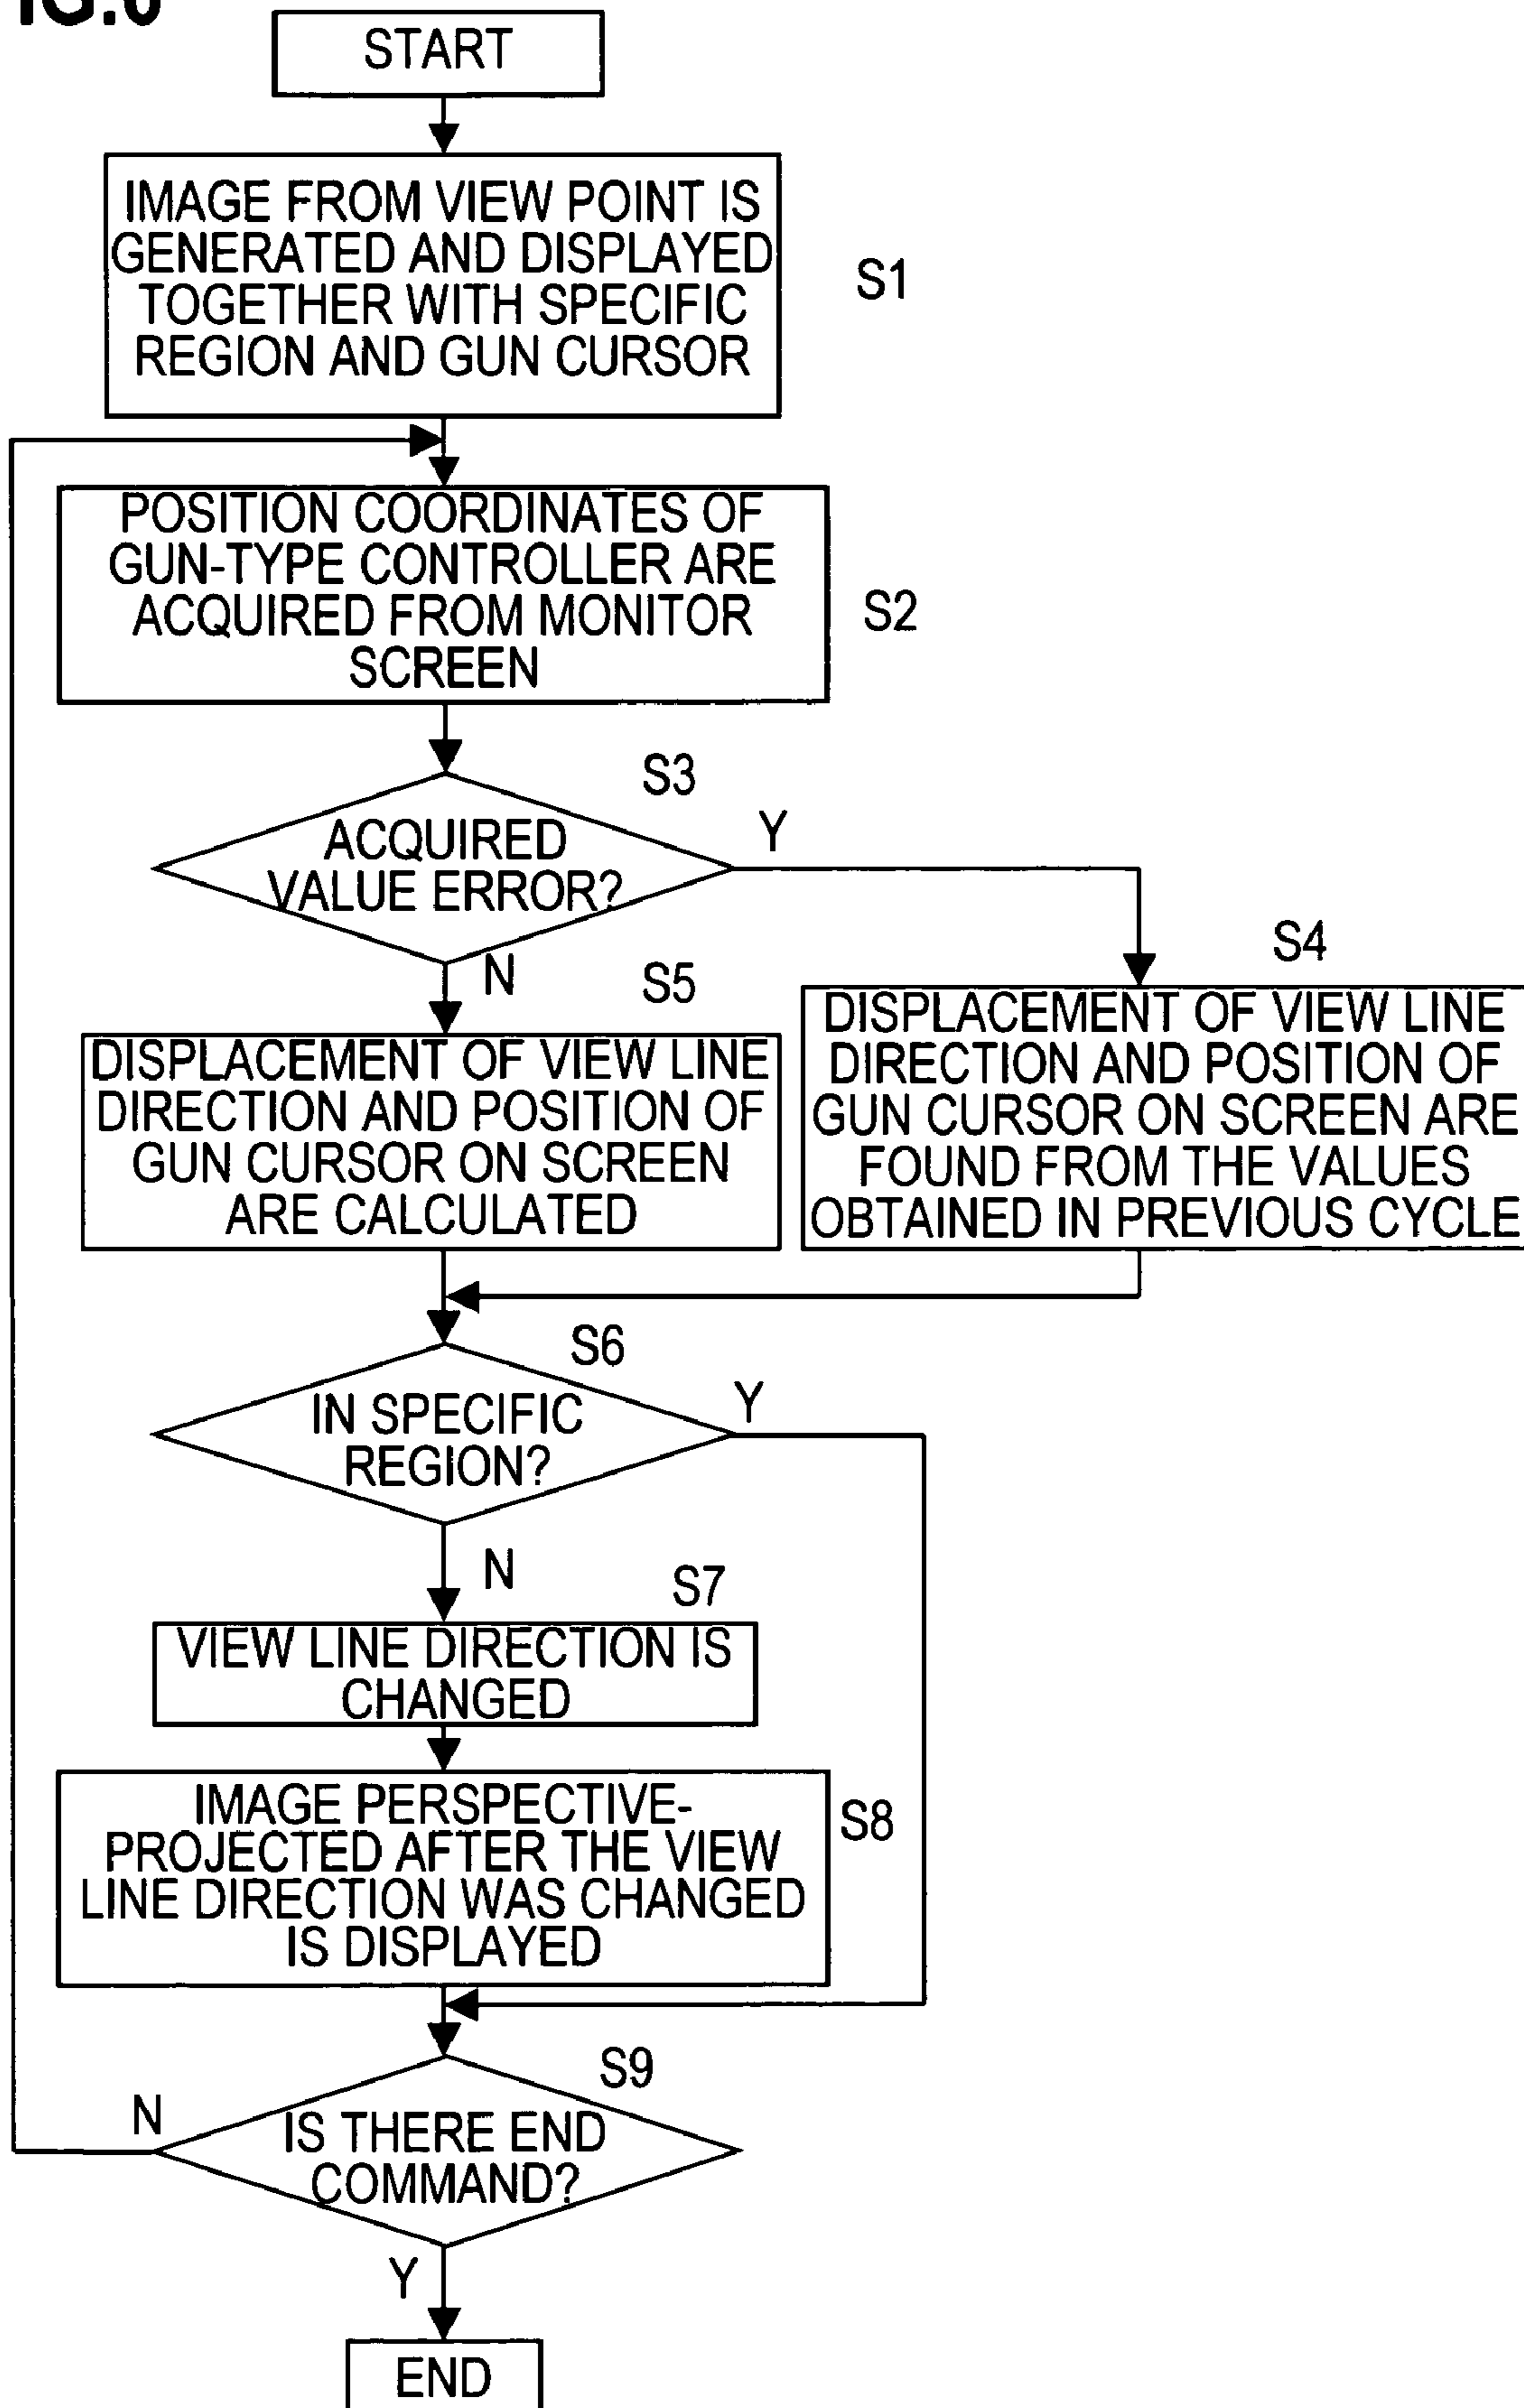 START
IMAGE FROM VIEW POINT IS
GENERATED AND DISPLAYED
TOGETHER WITH SPECIFIC
REGION AND GUN CURSOR
S1
POSITION COORDINATES OF
GUN-TYPE CONTROLLER ARE
ACQUIRED FROM MONITOR
SCREEN
S2
S3
ACQUIRED
VALUE ERROR?
Y
N
S4
DISPLACEMENT OF VIEW LINE
DIRECTION AND POSITION OF
GUN CURSOR ON SCREEN ARE
FOUND FROM THE VALUES
OBTAINED IN PREVIOUS CYCLE
S5
DISPLACEMENT OF VIEW LINE
DIRECTION AND POSITION OF
GUN CURSOR ON SCREEN
ARE CALCULATED
S6
IN SPECIFIC
REGION?
Y
N
S7
VIEW LINE DIRECTION IS
CHANGED
IMAGE PERSPECTIVE-
PROJECTED AFTER THE VIEW
LINE DIRECTION WAS CHANGED
IS DISPLAYED
S8
S9
IS THERE END
COMMAND?
N
Y
END